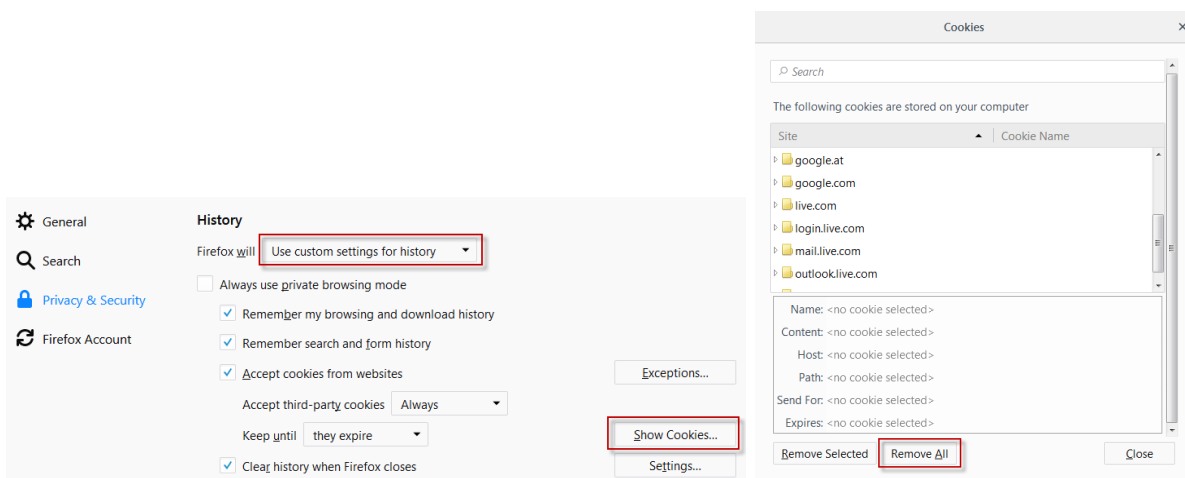 General
Search
Privacy & Security
Firefox Account
History
Firefox will Use custom settings for history
Always use private browsing mode
Remember my browsing and download history
Remember search and form history
Accept cookies from websites Exceptions...
Accept third-party cookies Always
Keep until they expire Show Cookies...
Clear history when Firefox closes Settings...
Cookies
Search
The following cookies are stored on your computer
Site Cookie Name
google.at
google.com
live.com
login.live.com
mail.live.com
outlook.live.com
Name: <no cookie selected>
Content: <no cookie selected>
Host: <no cookie selected>
Path: <no cookie selected>
Send For: <no cookie selected>
Expires: <no cookie selected>
Remove Selected Remove All Close